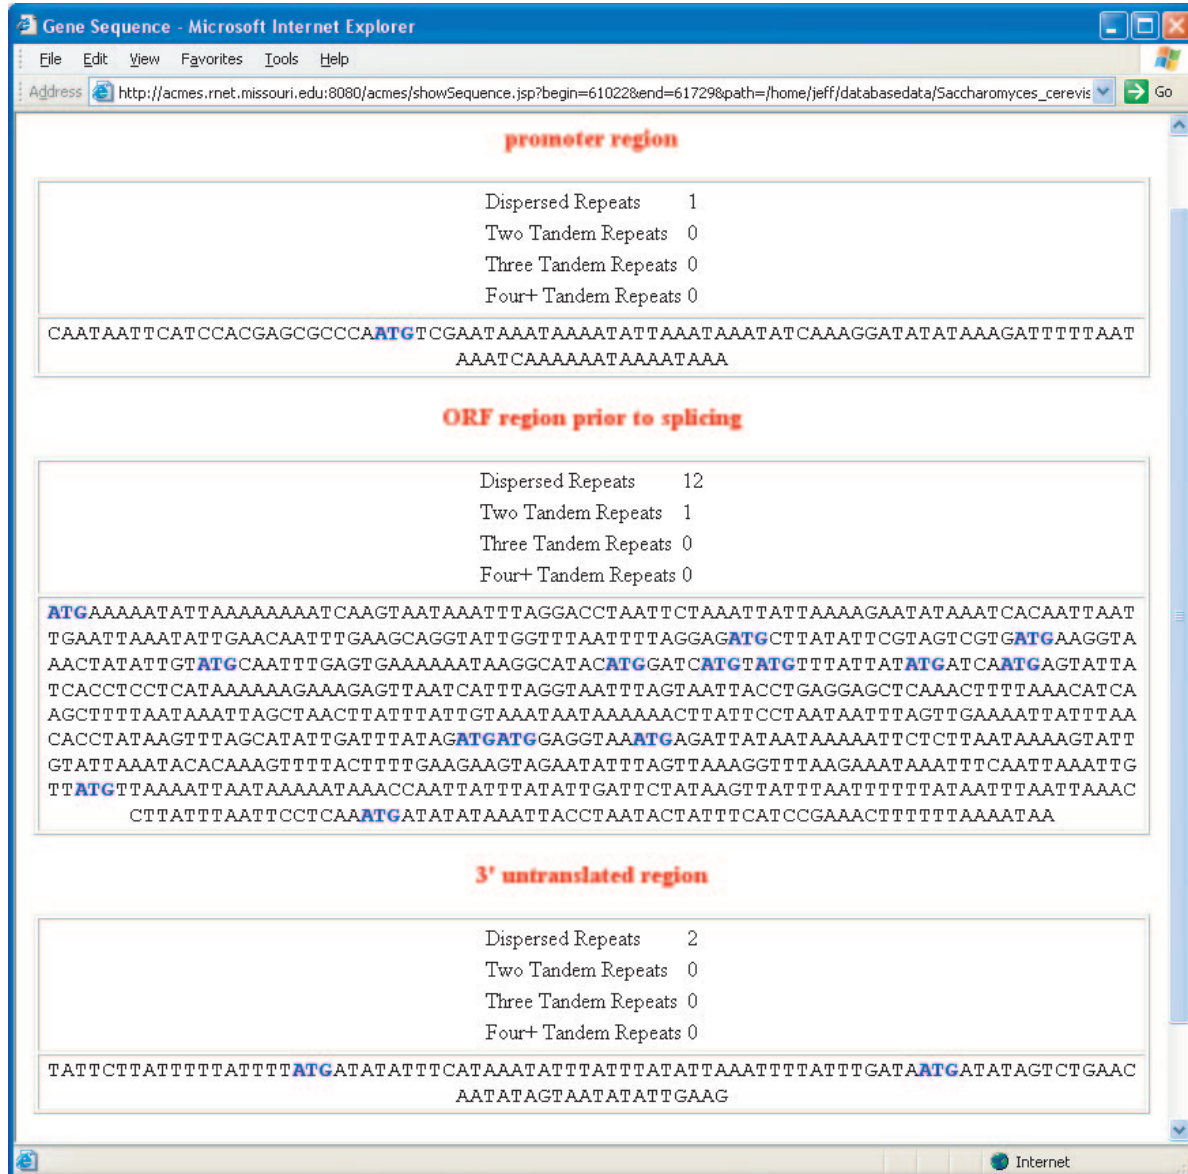 Gene Sequence - Microsoft Internet Explorer
File Edit View Favorites Tools Help
Address http://acmes.rnet.missouri.edu:8080/acmes/showSequence.jsp?begin=61022&end=61729&path=/home/jeff/databasedata/Saccharomyces_cerevis Go
promoter region
Dispersed Repeats 1
Two Tandem Repeats 0
Three Tandem Repeats 0
Four+ Tandem Repeats 0
CAATAATTCATCCACGAGCGCCCAATGTCGAATAAATAAAATATTAAATAAATATCAAAGGATATATAAAGATTTTTAAT
AAATCAAAAAATAAAATAAA
ORF region prior to splicing
Dispersed Repeats 12
Two Tandem Repeats 1
Three Tandem Repeats 0
Four+ Tandem Repeats 0
ATGAAAAATATTAAAAAAAATCAAGTAATAAATTTAGGACCTAATTCTAAATTATTAAAAGAATATAAATCACAATTAAT
TGAATTAAATATTGAACAATTTGAAGCAGGTATTGGTTTAATTTTAGGAGATGCTTATATTCGTAGTCGTGATGAAGGTA
AACTATATTGTATGCAATTTGAGTGAAAAAATAAGGCATACATGGATCATGTATGTTTATTATATGATCAATGAGTATTA
TCACCTCCTCATAAAAAAGAAAGAGTTAATCATTTAGGTAATTTAGTAATTACCTGAGGAGCTCAAACTTTTAAACATCA
AGCTTTTAATAAATTAGCTAACTTATTTATTGTAAATAATAAAAAACTTATTCCTAATAATTTAGTTGAAAATTATTTAA
CACCTATAAGTTTAGCATATTGATTTATAGATGATGGAGGTAAATGAGATTATAATAAAAATTCTCTTAATAAAAGTATT
GTATTAAATACACAAAGTTTTACTTTTGAAGAAGTAGAATATTTAGTTAAAGGTTTAAGAAATAAATTTCAATTAAATTG
TTATGTTAAAATTAATAAAAATAAACCAATTATTTATATTGATTCTATAAGTTATTTAATTTTTTATAATTTAATTAAAC
CTTATTTAATTCCTCAAATGATATATAAATTACCTAATACTATTTCATCCGAAACTTTTTTAAAATAA
3' untranslated region
Dispersed Repeats 2
Two Tandem Repeats 0
Three Tandem Repeats 0
Four+ Tandem Repeats 0
TATTCTTATTTTTATTTTATGATATATTTCATAAATATTTATTTATATTAAATTTTATTTGATAATGATATAGTCTGAAC
AATATAGTAATATATTGAAG
Internet